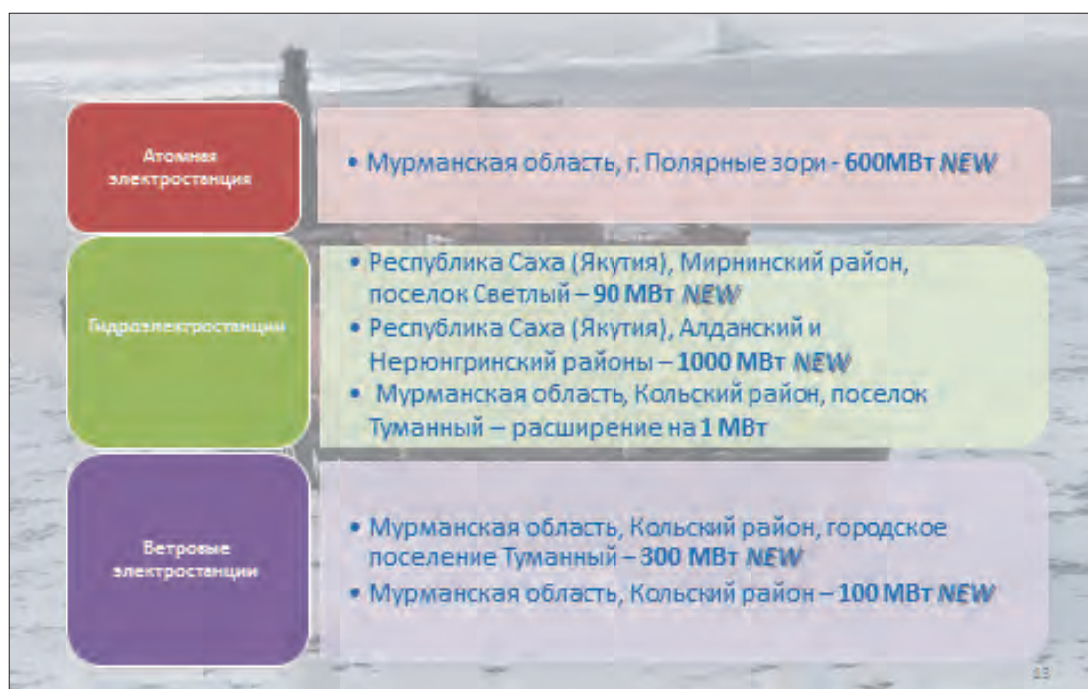 Атомная
электростанция
• Мурманская область, г. Полярные зори - 600МВт NEW
Гидроэлектростанции
• Республика Саха (Якутия), Мирнинский район,
поселок Светлый – 90 МВт NEW
• Республика Саха (Якутия), Алданский и
Нерюнгринский районы – 1000 МВт NEW
• Мурманская область, Кольский район, поселок
Туманный – расширение на 1 МВт
Ветровые
электростанции
• Мурманская область, Кольский район, городское
поселение Туманный – 300 МВт NEW
• Мурманская область, Кольский район – 100 МВт NEW